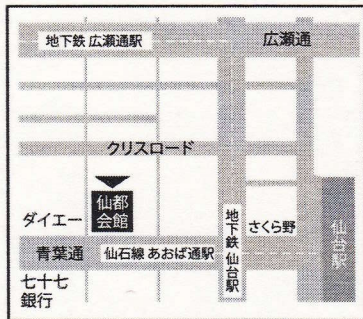 地下鉄 広瀬通駅
広瀬通
クリスロード
仙都
会館
ダイエー
地下鉄 仙台駅
さくら野
仙台駅
青葉通
仙石線 あおば通駅
七十七
銀行